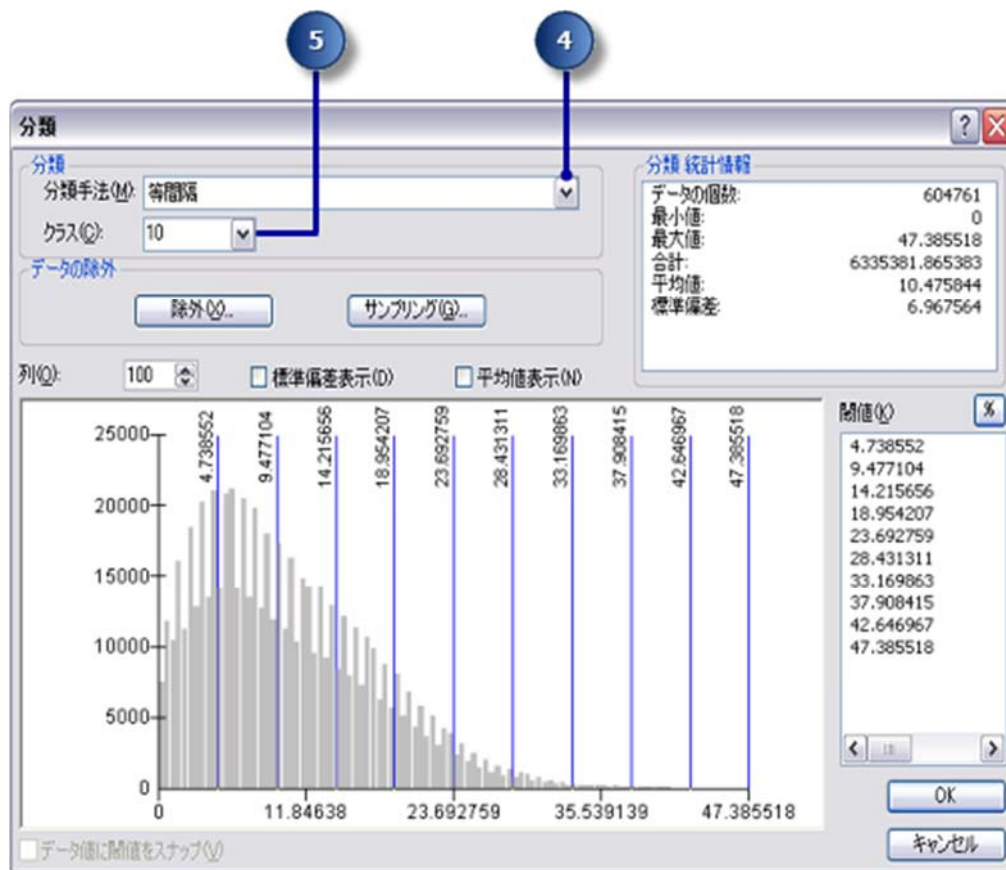 5
4
分類
分類
分類手法(M): 等間隔
クラス(C): 10
分類 統計情報
データの個数: 604761
最小値: 0
最大値: 47.385518
合計: 6335381.865383
平均値: 10.475844
標準偏差: 6.967564
データの除外
除外(X)...
サンプリング(G)...
列(O): 100
標準偏差表示(D)
平均値表示(N)
閾値(K)
%
4.738552
9.477104
14.215656
18.954207
23.692759
28.431311
33.169863
37.908415
42.646967
47.385518
25000
20000
15000
10000
5000
0
4.738552
9.477104
14.215656
18.954207
23.692759
28.431311
33.169863
37.908415
42.646967
47.385518
0
11.84638
23.692759
35.539139
47.385518
OK
キャンセル
データ値に閾値をスナップ(V)